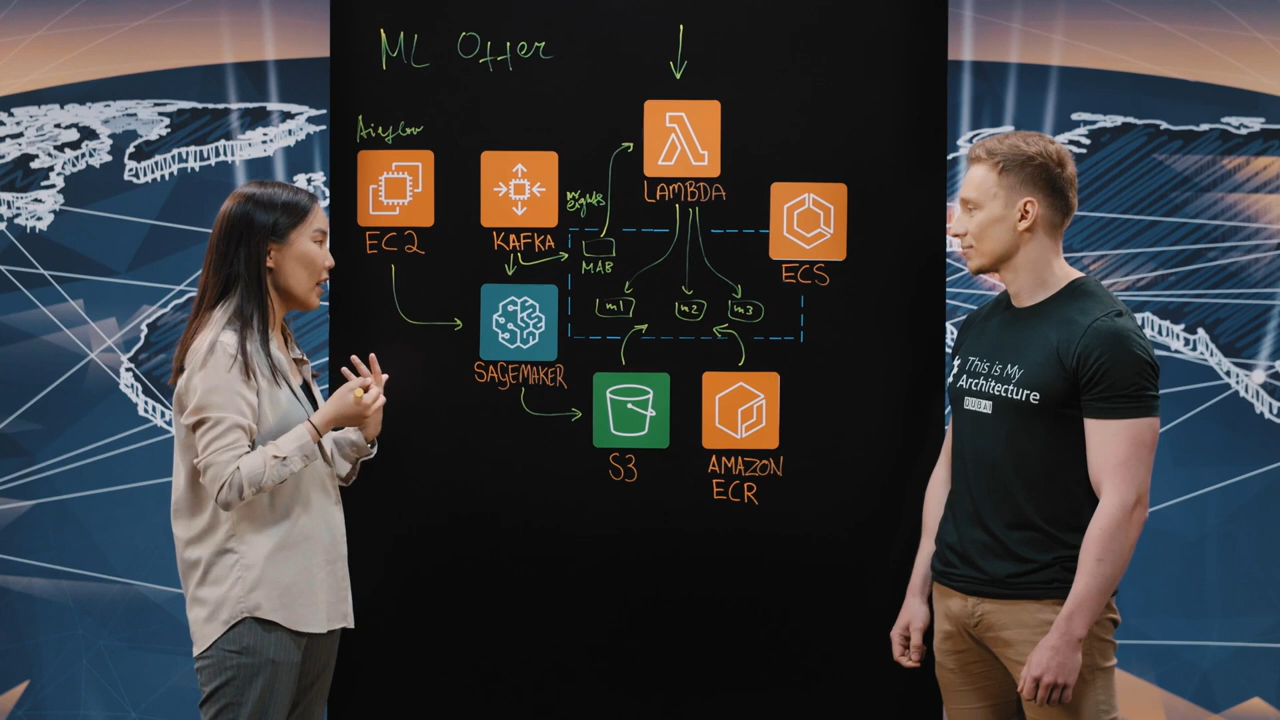 ML Offer
Airflow
EC2
KAFKA
weights
LAMBDA
MAB
ECS
m1
m2
m3
SAGEMAKER
S3
AMAZON
ECR
This is My
Architecture
DUBAI